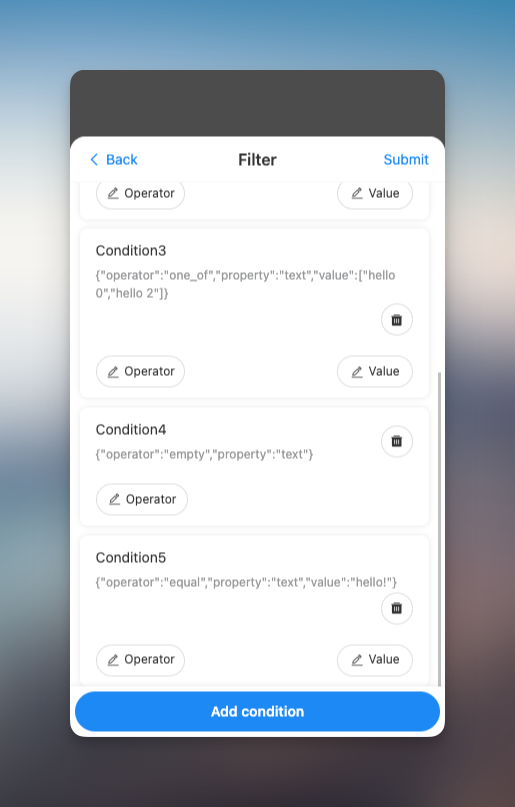 Back
Filter
Submit
Operator
Value
Condition3
{"operator":"one_of","property":"text","value":["hello
0","hello 2"]}
Operator
Value
Condition4
{"operator":"empty","property":"text"}
Operator
Condition5
{"operator":"equal","property":"text","value":"hello!"}
Operator
Value
Add condition